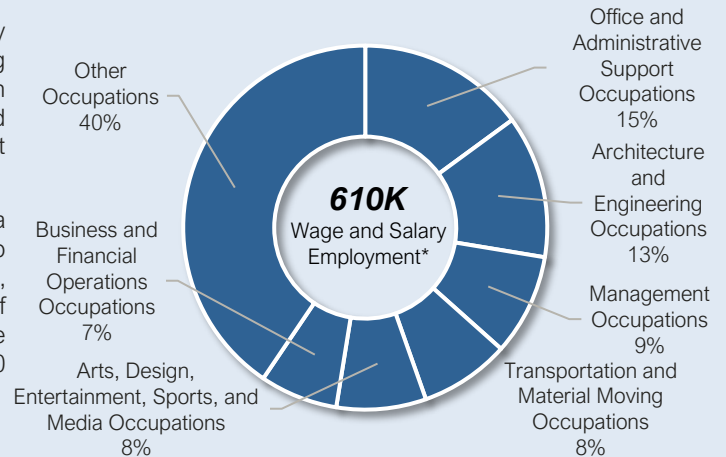 Office and
Administrative
Support
Occupations
15%
Architecture
and
Engineering
Occupations
13%
Management
Occupations
9%
Transportation and
Material Moving
Occupations
8%
Arts, Design,
Entertainment, Sports, and
Media Occupations
8%
Business and
Financial
Operations
Occupations
7%
Other
Occupations
40%
610K
Wage and Salary
Employment*